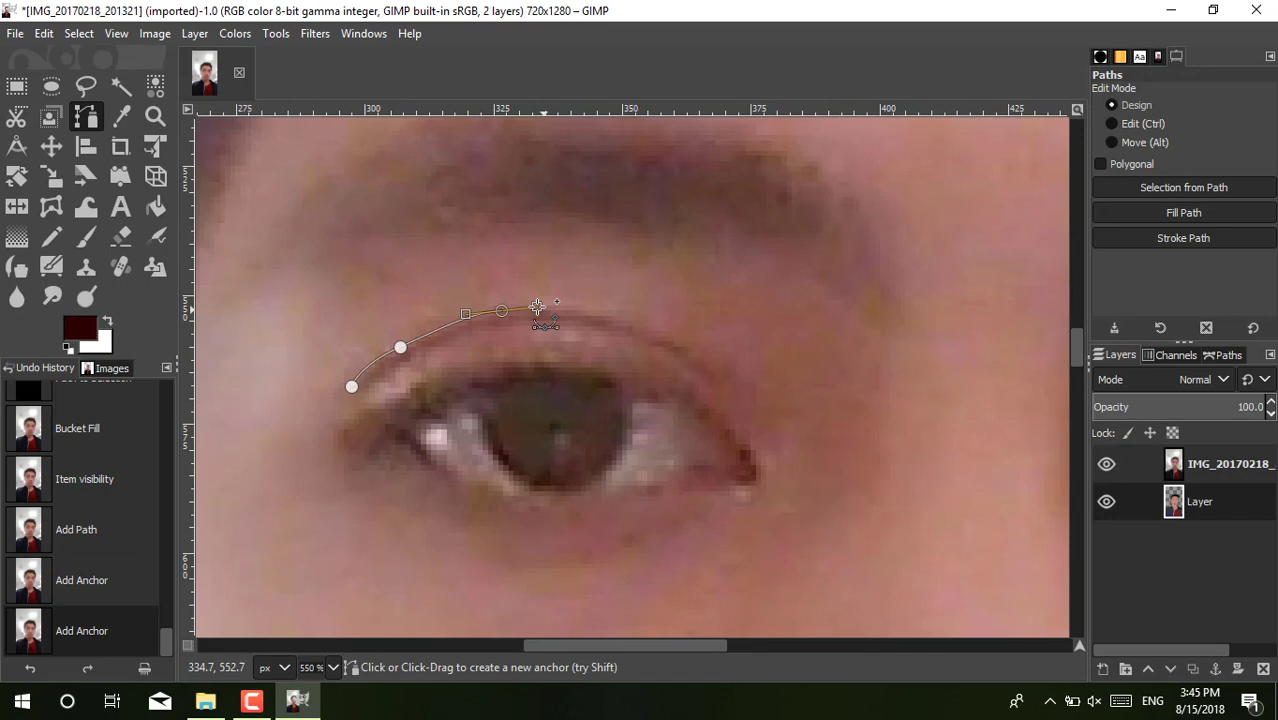 *[IMG_20170218_201321] (imported)-1.0 (RGB color 8-bit gamma integer, GIMP built-in sRGB, 2 layers) 720x1280 – GIMP
File Edit Select View Image Layer Colors Tools Filters Windows Help
275 300 325 350 375 400 425
Paths
Edit Mode
Design
Edit (Ctrl)
Move (Alt)
Polygonal
Selection from Path
Fill Path
Stroke Path
525
550
575
600
Undo History Images
Bucket Fill
Item visibility
Add Path
Add Anchor
Add Anchor
Layers Channels Paths
Mode Normal
Opacity 100.0
Lock:
IMG_20170218_
Layer
334.7, 552.7 px 550 % Click or Click-Drag to create a new anchor (try Shift)
ENG
3:45 PM
8/15/2018
1